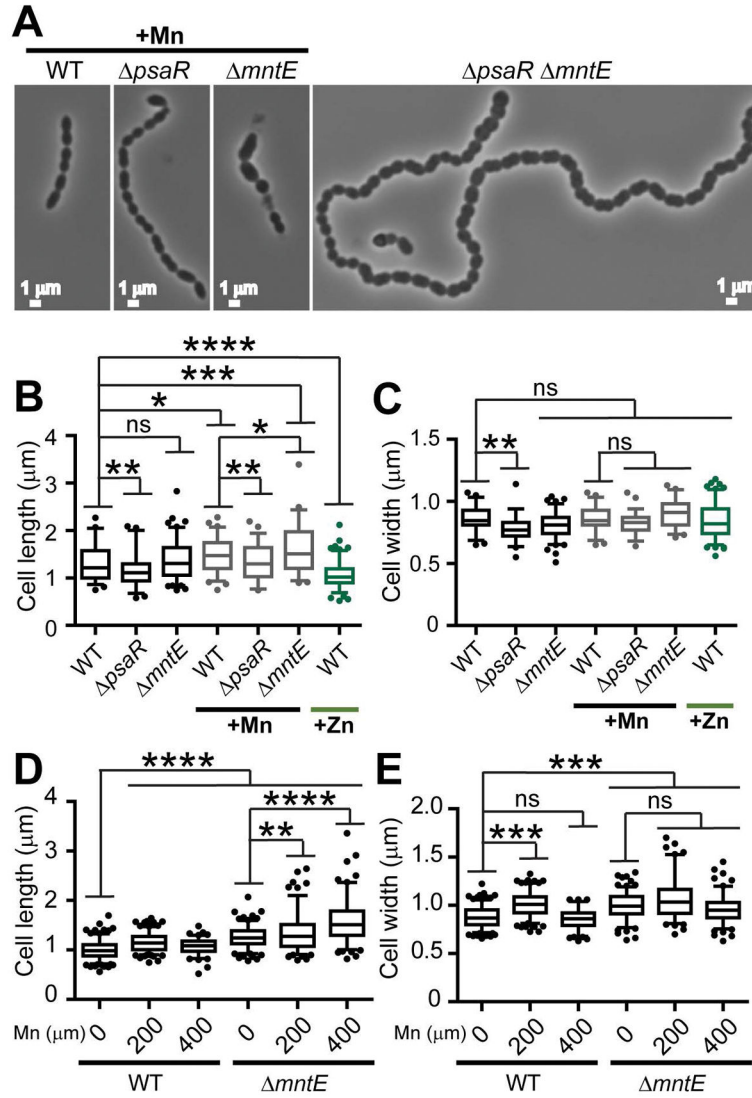 A
+Mn
WT ΔpsaR ΔmntE ΔpsaR ΔmntE
1 μm 1 μm 1 μm 1 μm
B
****
***
*
ns
*
**
**
Cell length (μm)
4
3
2
1
0
WT ΔpsaR ΔmntE WT ΔpsaR ΔmntE WT
+Mn +Zn
C
ns
**
ns
Cell width (μm)
1.5
1.0
0.5
0
WT ΔpsaR ΔmntE WT ΔpsaR ΔmntE WT
+Mn +Zn
D
****
****
**
Cell length (μm)
4
3
2
1
0
Mn (μm) 0 200 400 0 200 400
WT ΔmntE
E
***
ns
ns
***
Cell width (μm)
2.0
1.5
1.0
0.5
0
Mn (μm) 0 200 400 0 200 400
WT ΔmntE